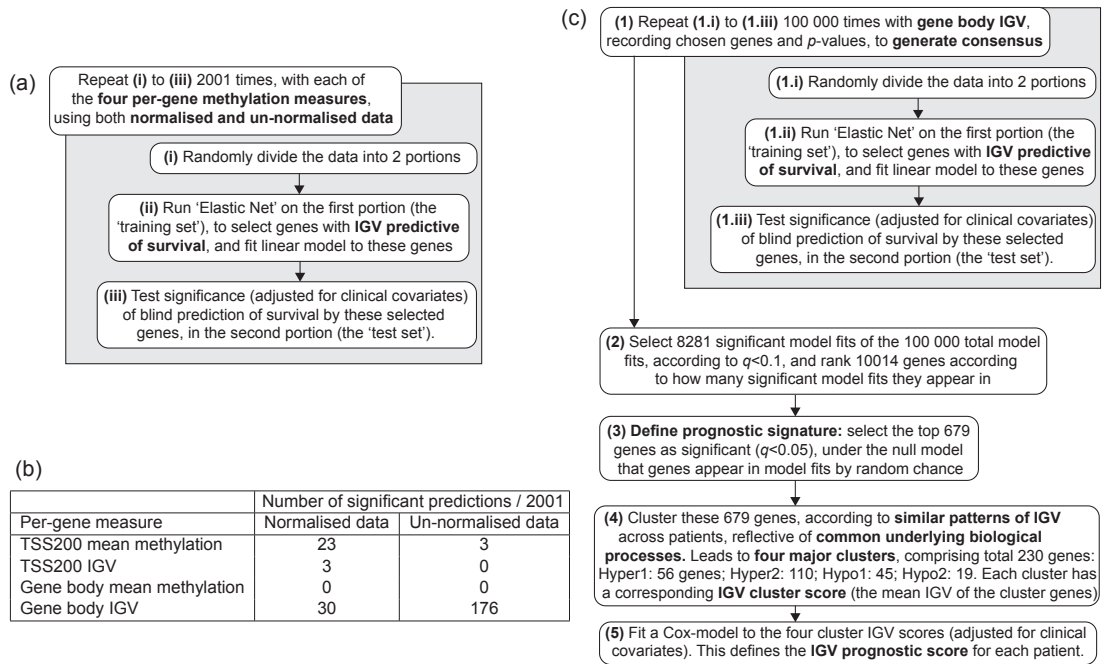 (a)
Repeat (i) to (iii) 2001 times, with each of
the four per-gene methylation measures,
using both normalised and un-normalised data
(i) Randomly divide the data into 2 portions
(ii) Run 'Elastic Net' on the first portion (the
'training set'), to select genes with IGV predictive
of survival, and fit linear model to these genes
(iii) Test significance (adjusted for clinical covariates)
of blind prediction of survival by these selected
genes, in the second portion (the 'test set').
(b)
Number of significant predictions / 2001
Per-gene measure Normalised data Un-normalised data
TSS200 mean methylation 23 3
TSS200 IGV 3 0
Gene body mean methylation 0 0
Gene body IGV 30 176
(c)
(1) Repeat (1.i) to (1.iii) 100 000 times with gene body IGV,
recording chosen genes and p-values, to generate consensus
(1.i) Randomly divide the data into 2 portions
(1.ii) Run 'Elastic Net' on the first portion (the
'training set'), to select genes with IGV predictive
of survival, and fit linear model to these genes
(1.iii) Test significance (adjusted for clinical covariates)
of blind prediction of survival by these selected
genes, in the second portion (the 'test set').
(2) Select 8281 significant model fits of the 100 000 total model
fits, according to q<0.1, and rank 10014 genes according
to how many significant model fits they appear in
(3) Define prognostic signature: select the top 679
genes as significant (q<0.05), under the null model
that genes appear in model fits by random chance
(4) Cluster these 679 genes, according to similar patterns of IGV
across patients, reflective of common underlying biological
processes. Leads to four major clusters, comprising total 230 genes:
Hyper1: 56 genes; Hyper2: 110; Hypo1: 45; Hypo2: 19. Each cluster has
a corresponding IGV cluster score (the mean IGV of the cluster genes)
(5) Fit a Cox-model to the four cluster IGV scores (adjusted for clinical
covariates). This defines the IGV prognostic score for each patient.